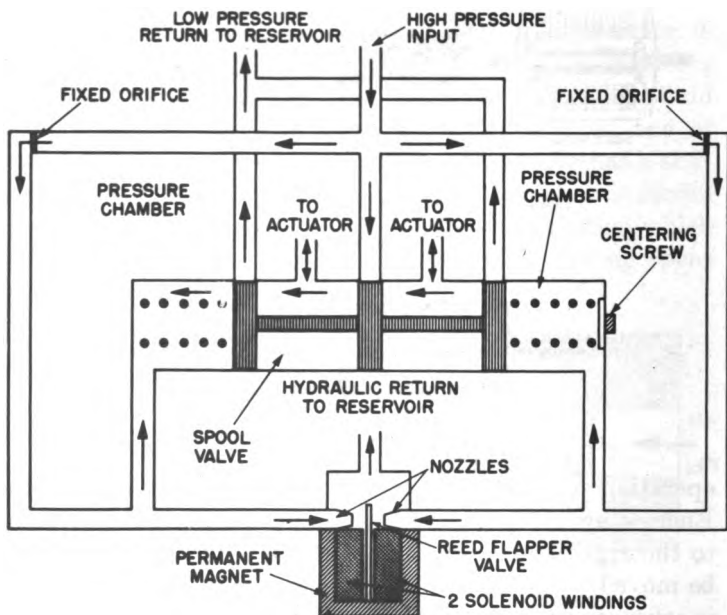 LOW PRESSURE
RETURN TO RESERVOIR
HIGH PRESSURE
INPUT
FIXED ORIFICE
FIXED ORIFICE
PRESSURE
CHAMBER
PRESSURE
CHAMBER
TO
ACTUATOR
TO
ACTUATOR
CENTERING
SCREW
HYDRAULIC RETURN
TO RESERVOIR
SPOOL
VALVE
NOZZLES
REED FLAPPER
VALVE
PERMANENT
MAGNET
2 SOLENOID WINDINGS